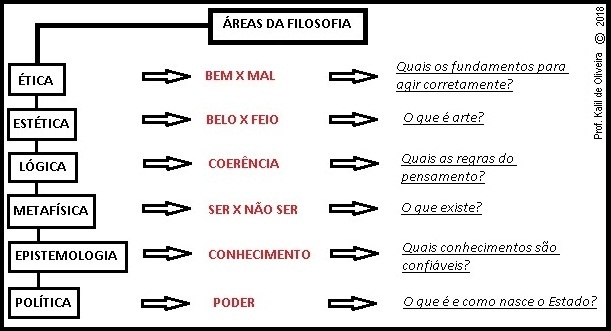 ÁREAS DA FILOSOFIA
ÉTICA
BEM X MAL
Quais os fundamentos para
agir corretamente?
ESTÉTICA
BELO X FEIO
O que é arte?
LÓGICA
COERÊNCIA
Quais as regras do
pensamento?
METAFÍSICA
SER X NÃO SER
O que existe?
EPISTEMOLOGIA
CONHECIMENTO
Quais conhecimentos são
confiáveis?
POLÍTICA
PODER
O que é e como nasce o Estado?
Prof. Kalil de Oliveira © 2018